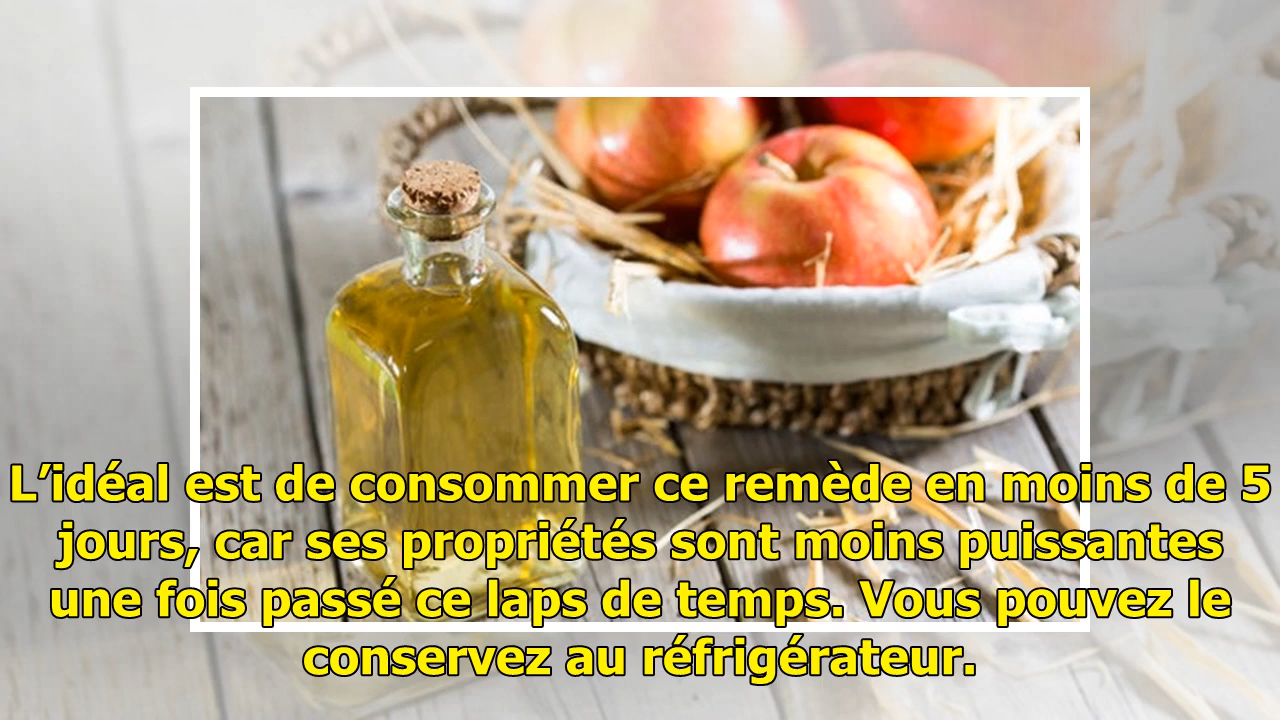 L’idéal est de consommer ce remède en moins de 5
jours, car ses propriétés sont moins puissantes
une fois passé ce laps de temps. Vous pouvez le
conservez au réfrigérateur.